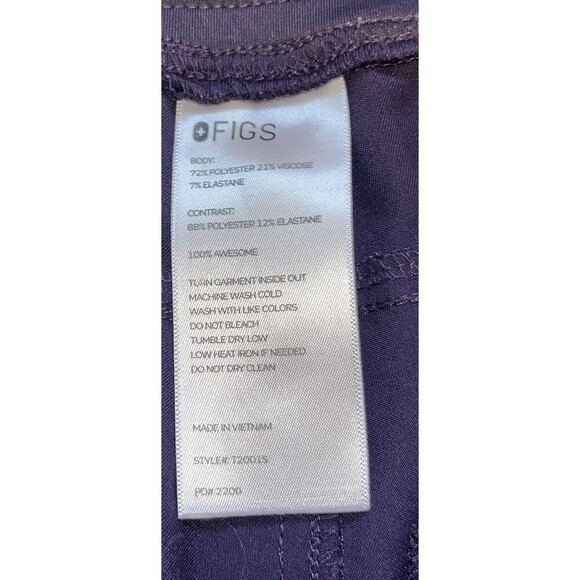 FIGS
BODY:
72% POLYESTER 21% VISCOSE
7% ELASTANE
CONTRAST:
88% POLYESTER 12% ELASTANE
100% AWESOME
TURN GARMENT INSIDE OUT
MACHINE WASH COLD
WASH WITH LIKE COLORS
DO NOT BLEACH
TUMBLE DRY LOW
LOW HEAT IRON IF NEEDED
DO NOT DRY CLEAN
MADE IN VIETNAM
STYLE#: T2001S
PO#: 2200